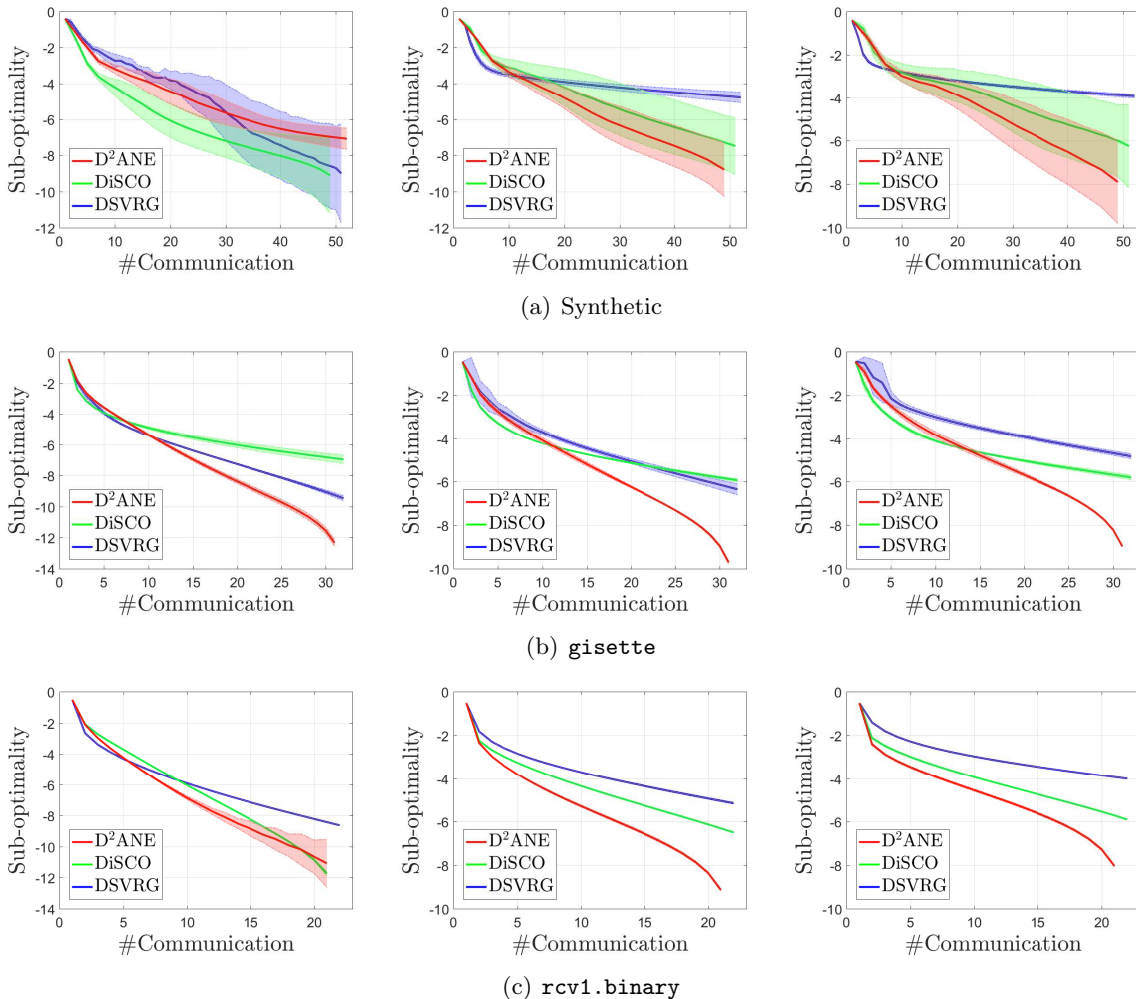 0
-2
-4
-6
-8
-10
-12
0 10 20 30 40 50
Sub-optimality
#Communication
D²ANE
DiSCO
DSVRG
0
-2
-4
-6
-8
-10
-12
0 10 20 30 40 50
Sub-optimality
#Communication
D²ANE
DiSCO
DSVRG
0
-2
-4
-6
-8
-10
0 10 20 30 40 50
Sub-optimality
#Communication
D²ANE
DiSCO
DSVRG
(a) Synthetic
0
-2
-4
-6
-8
-10
-12
-14
0 5 10 15 20 25 30
Sub-optimality
#Communication
D²ANE
DiSCO
DSVRG
0
-2
-4
-6
-8
-10
0 5 10 15 20 25 30
Sub-optimality
#Communication
D²ANE
DiSCO
DSVRG
0
-2
-4
-6
-8
-10
0 5 10 15 20 25 30
Sub-optimality
#Communication
D²ANE
DiSCO
DSVRG
(b) gisette
0
-2
-4
-6
-8
-10
-12
-14
0 5 10 15 20
Sub-optimality
#Communication
D²ANE
DiSCO
DSVRG
0
-2
-4
-6
-8
-10
0 5 10 15 20
Sub-optimality
#Communication
D²ANE
DiSCO
DSVRG
0
-2
-4
-6
-8
-10
0 5 10 15 20
Sub-optimality
#Communication
D²ANE
DiSCO
DSVRG
(c) rcv1.binary